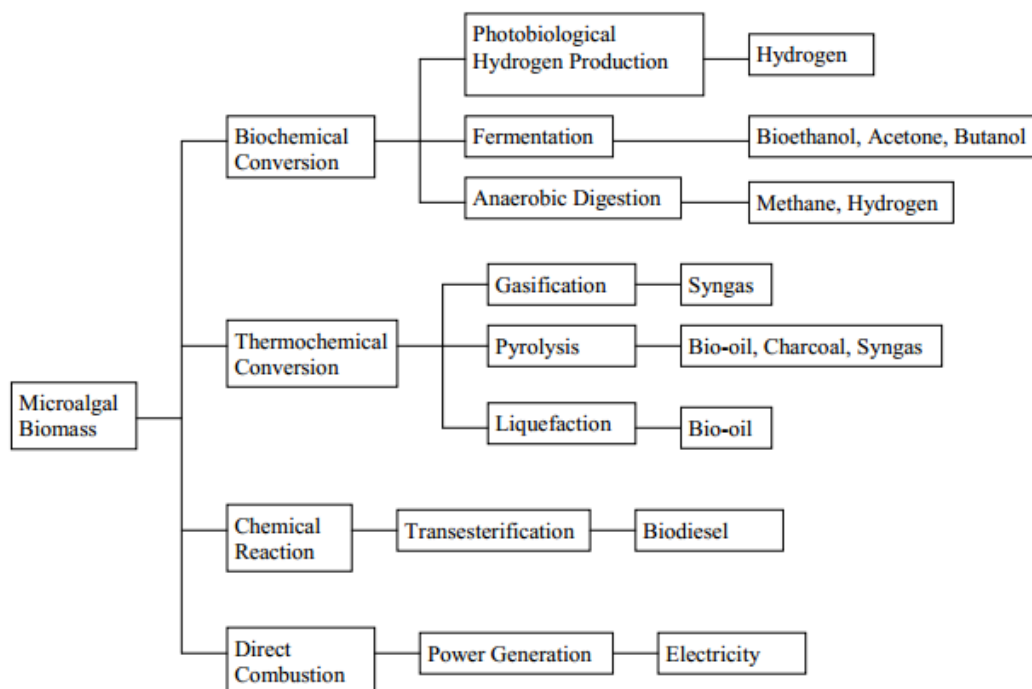 Photobiological
Hydrogen Production
Hydrogen
Biochemical
Conversion
Fermentation
Bioethanol, Acetone, Butanol
Anaerobic Digestion
Methane, Hydrogen
Gasification
Syngas
Thermochemical
Conversion
Pyrolysis
Bio-oil, Charcoal, Syngas
Microalgal
Biomass
Liquefaction
Bio-oil
Chemical
Reaction
Transesterification
Biodiesel
Direct
Combustion
Power Generation
Electricity